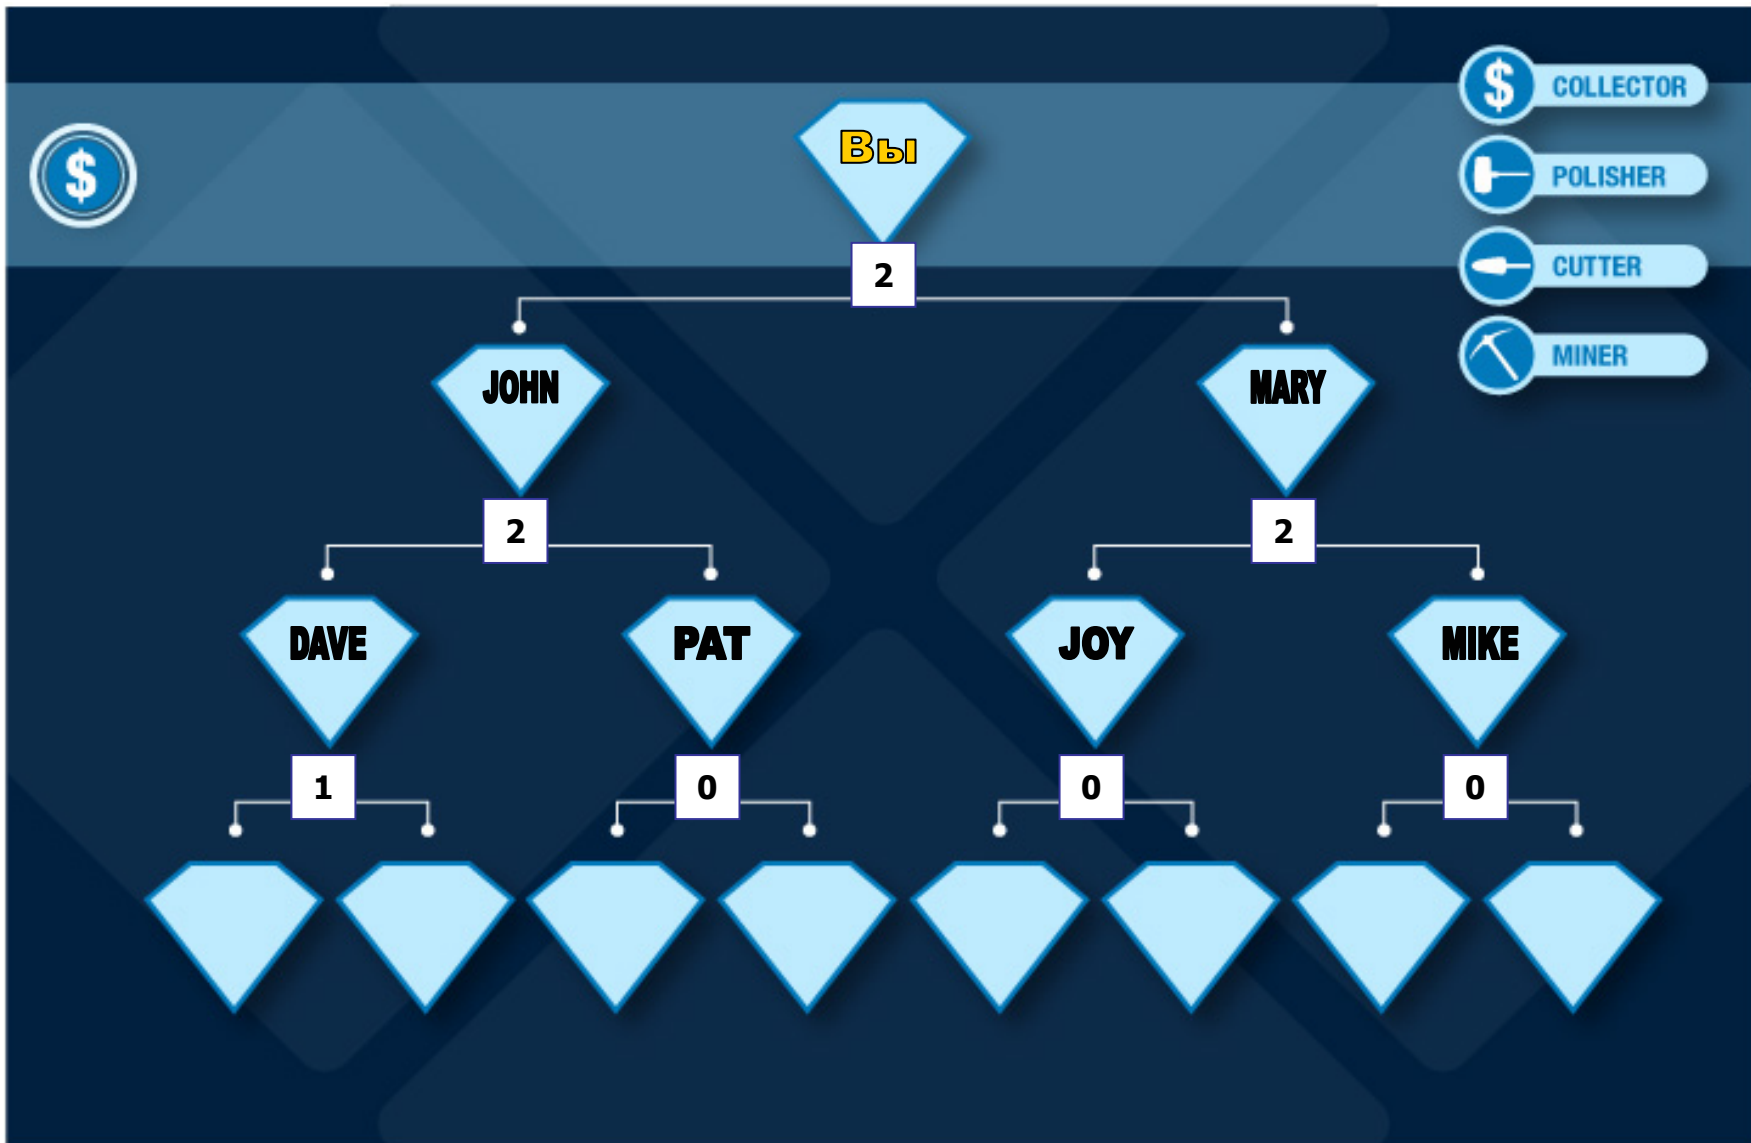 $ COLLECTOR
$
Вы
POLISHER
CUTTER
2
MINER
JOHN MARY
2 2
DAVE PAT JOY MIKE
1 0 0 0